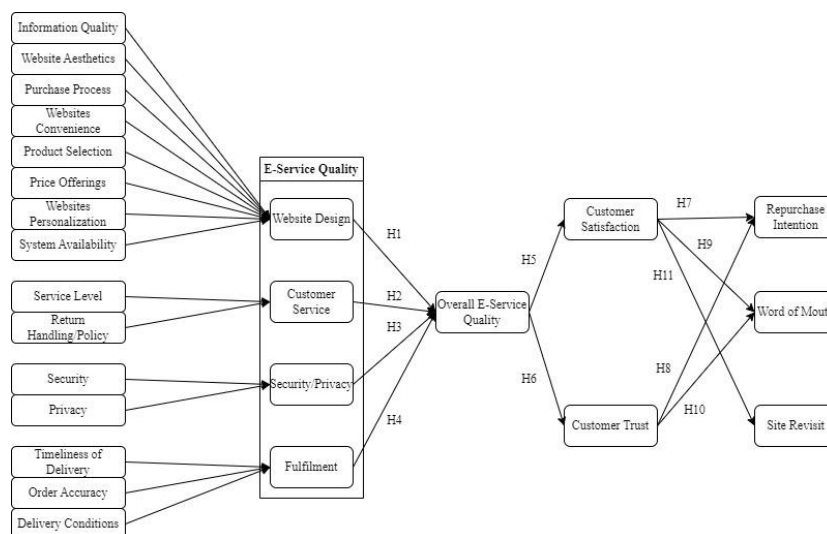 Information Quality
Website Aesthetics
Purchase Process
Websites
Convenience
Product Selection
Price Offerings
Websites
Personalization
System Availability
Service Level
Return
Handling/Policy
Security
Privacy
Timeliness of
Delivery
Order Accuracy
Delivery Conditions
E-Service Quality
Website Design
Customer
Service
Security/Privacy
Fulfilment
H1
H2
H3
H4
Overall E-Service
Quality
H5
H6
Customer
Satisfaction
Customer Trust
H7
H9
H11
H8
H10
Repurchase
Intention
Word of Mout
Site Revisit